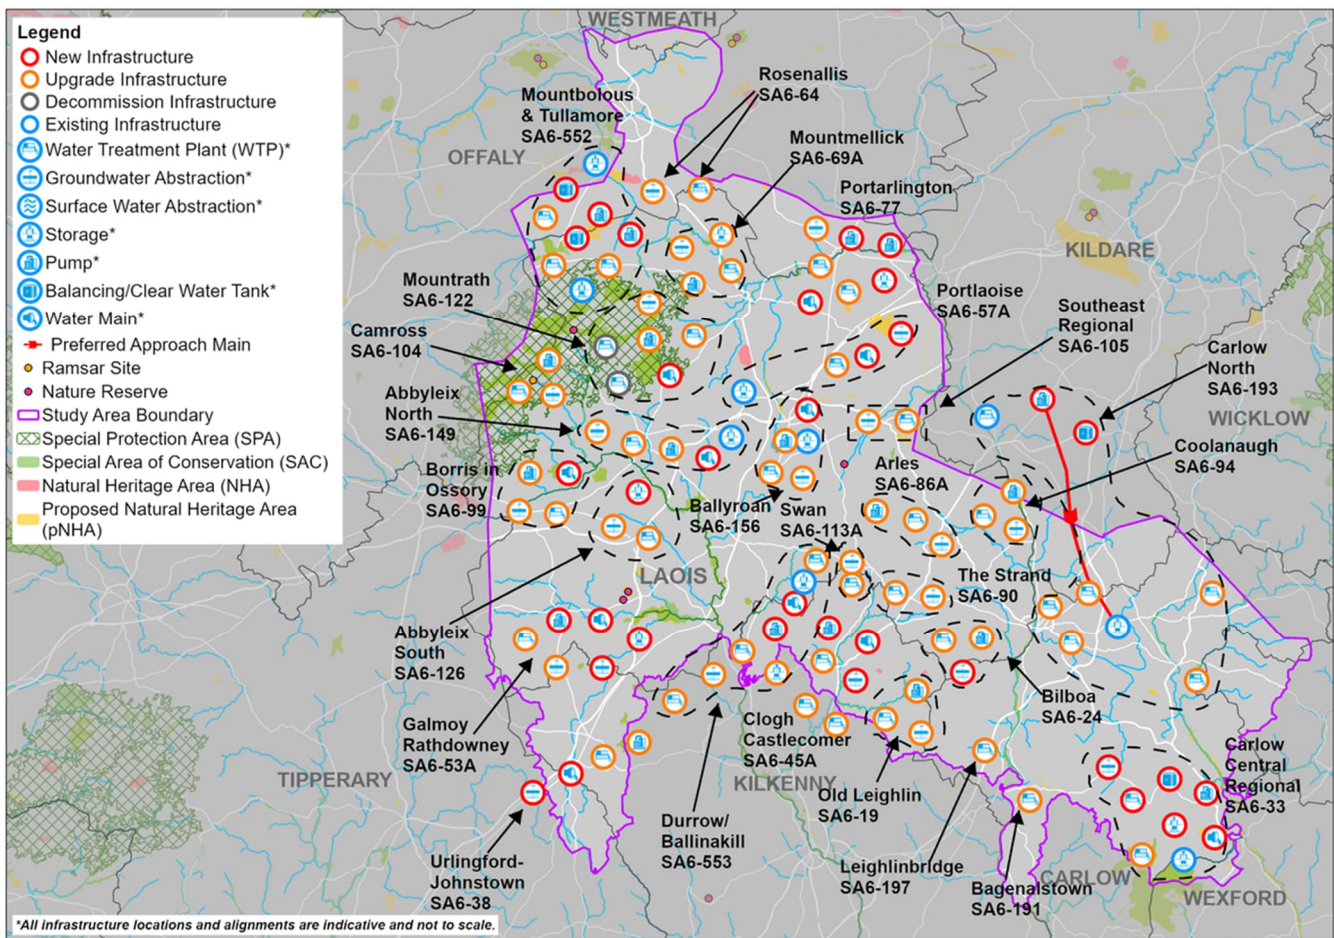 Legend
New Infrastructure
Upgrade Infrastructure
Decommission Infrastructure
Existing Infrastructure
Water Treatment Plant (WTP)*
Groundwater Abstraction*
Surface Water Abstraction*
Storage*
Pump*
Balancing/Clear Water Tank*
Water Main*
Preferred Approach Main
Ramsar Site
Nature Reserve
Study Area Boundary
Special Protection Area (SPA)
Special Area of Conservation (SAC)
Natural Heritage Area (NHA)
Proposed Natural Heritage Area
(pNHA)
WESTMEATH
Rosenallis
SA6-64
Mountbolous
& Tullamore
SA6-552
OFFALY
Mountmellick
SA6-69A
Portarlington
SA6-77
KILDARE
Mountrath
SA6-122
Portlaoise
SA6-57A
Southeast
Regional
SA6-105
Camross
SA6-104
Carlow
North
SA6-193
Abbyleix
North
SA6-149
WICKLOW
Coolanaugh
SA6-94
Borris in
Ossory
SA6-99
Arles
SA6-86A
Ballyroan
SA6-156
Swan
SA6-113A
LAOIS
The Strand
SA6-90
Abbyleix
South
SA6-126
Bilboa
SA6-24
Galmoy
Rathdowney
SA6-53A
Clogh
Castlecomer
SA6-45A
Carlow
Central
Regional
SA6-33
TIPPERARY
KILKENNY
Old Leighlin
SA6-19
Durrow/
Ballinakill
SA6-553
Urlingford-
Johnstown
SA6-38
Leighlinbridge
SA6-197
Bagenalstown
SA6-191
CARLOW
WEXFORD
*All infrastructure locations and alignments are indicative and not to scale.